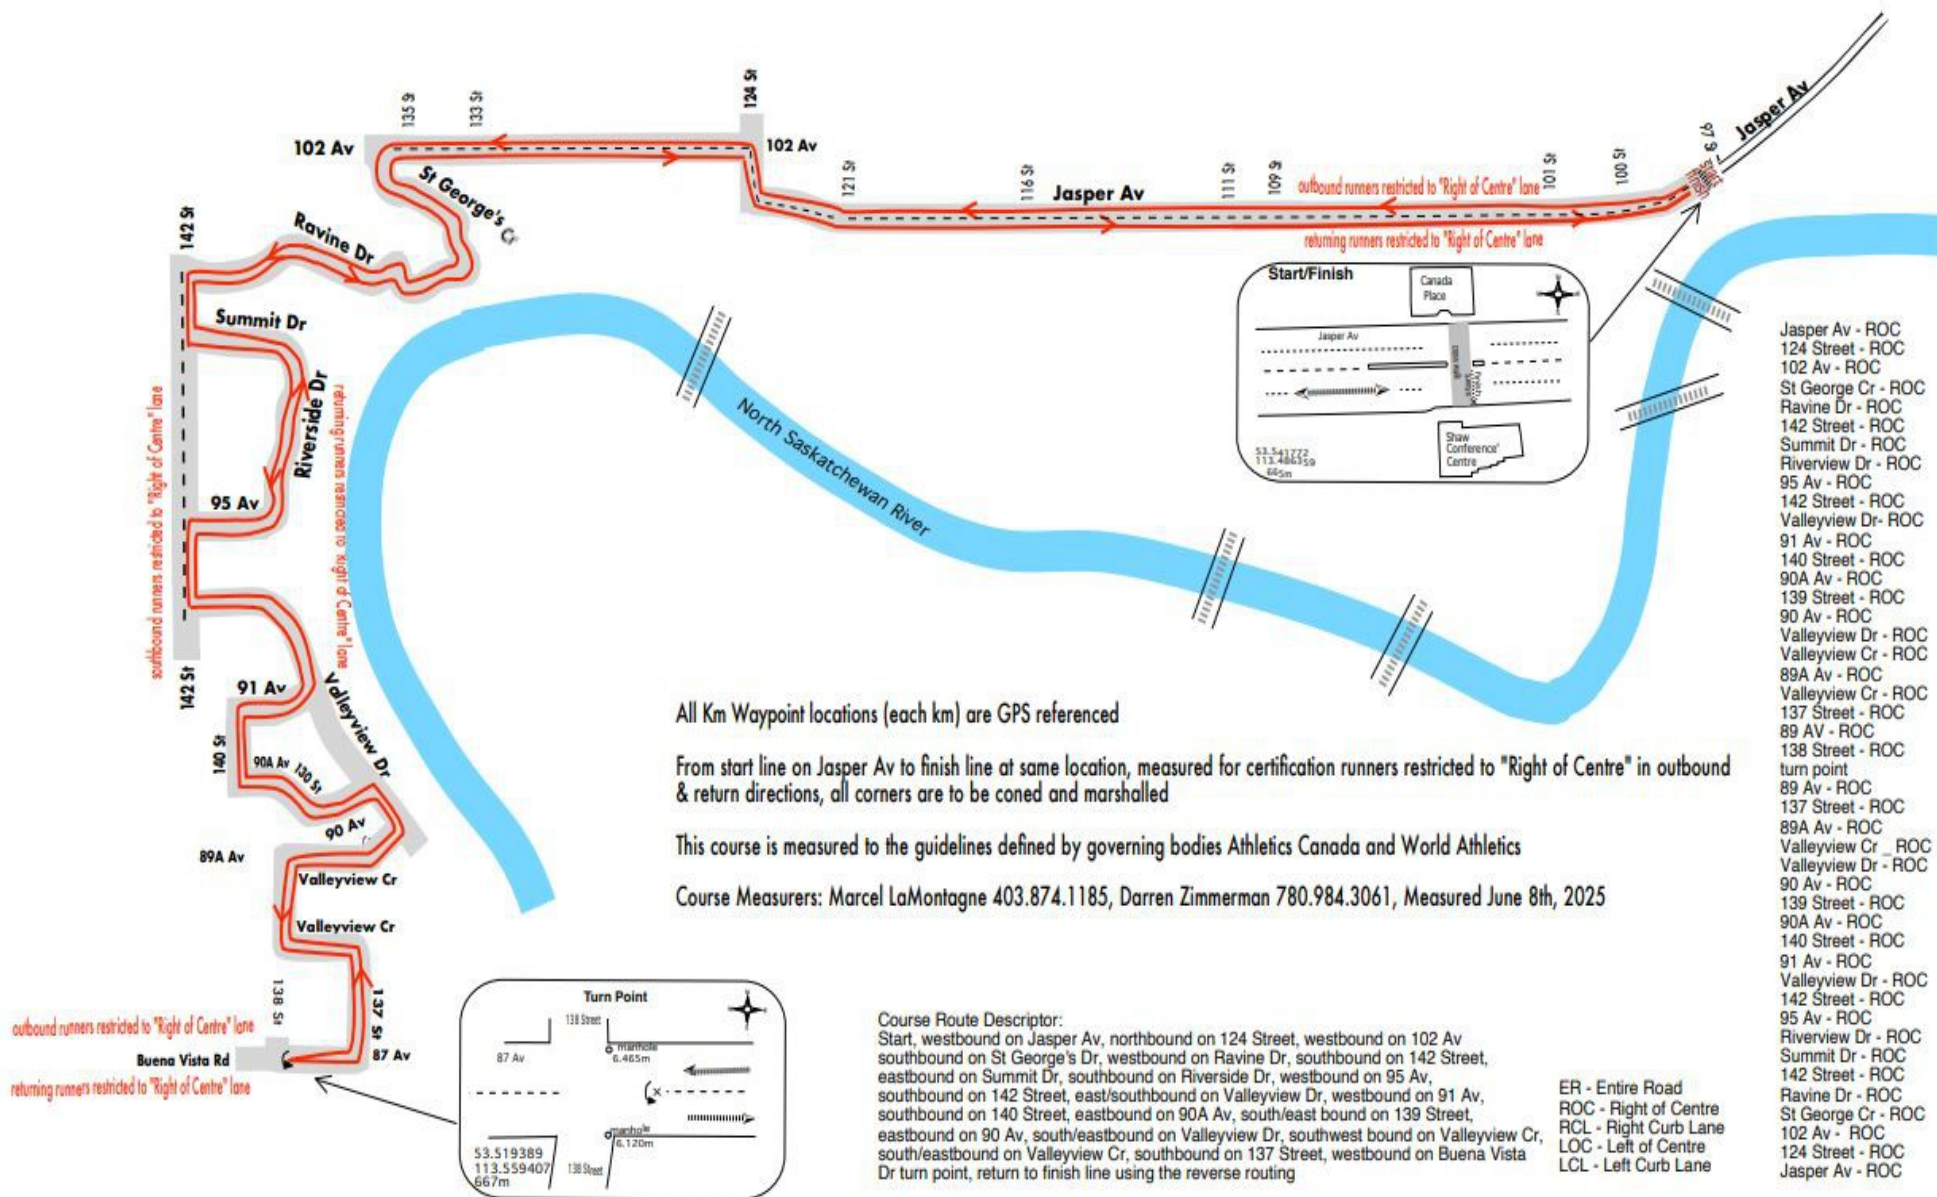 Jasper Av
97 St
start
finish
124 St
135 St
133 St
102 Av
102 Av
121 St
116 St
Jasper Av
111 St
109 St
101 St
100 St
outbound runners restricted to "Right of Centre" lane
returning runners restricted to "Right of Centre" lane
St George's Cr
142 St
Ravine Dr
Summit Dr
Riverside Dr
95 Av
southbound runners restricted to "Right of Centre" lane
returning runners restricted to "Right of Centre" lane
142 St
91 Av
Valleyview Dr
140 St
90A Av
130 St
90 Av
89A Av
Valleyview Cr
Valleyview Cr
138 St
137 St
outbound runners restricted to "Right of Centre" lane
Buena Vista Rd
87 Av
returning runners restricted to "Right of Centre" lane
North Saskatchewan River
Start/Finish
Canada
Place
Jasper Av
Shaw
Conference'
Centre
53.541772
113.486359
665m
All Km Waypoint locations (each km) are GPS referenced
From start line on Jasper Av to finish line at same location, measured for certification runners restricted to "Right of Centre" in outbound
& return directions, all corners are to be coned and marshalled
This course is measured to the guidelines defined by governing bodies Athletics Canada and World Athletics
Course Measurers: Marcel LaMontagne 403.874.1185, Darren Zimmerman 780.984.3061, Measured June 8th, 2025
Turn Point
138 Street
87 Av
manhole
6.465m
manhole
6.120m
53.519389
113.559407
667m
138 Street
Course Route Descriptor:
Start, westbound on Jasper Av, northbound on 124 Street, westbound on 102 Av
southbound on St George's Dr, westbound on Ravine Dr, southbound on 142 Street,
eastbound on Summit Dr, southbound on Riverside Dr, westbound on 95 Av,
southbound on 142 Street, east/southbound on Valleyview Dr, westbound on 91 Av,
southbound on 140 Street, eastbound on 90A Av, south/east bound on 139 Street,
eastbound on 90 Av, south/eastbound on Valleyview Dr, southwest bound on Valleyview Cr,
south/eastbound on Valleyview Cr, southbound on 137 Street, westbound on Buena Vista
Dr turn point, return to finish line using the reverse routing
ER - Entire Road
ROC - Right of Centre
RCL - Right Curb Lane
LOC - Left of Centre
LCL - Left Curb Lane
Jasper Av - ROC
124 Street - ROC
102 Av - ROC
St George Cr - ROC
Ravine Dr - ROC
142 Street - ROC
Summit Dr - ROC
Riverview Dr - ROC
95 Av - ROC
142 Street - ROC
Valleyview Dr- ROC
91 Av - ROC
140 Street - ROC
90A Av - ROC
139 Street - ROC
90 Av - ROC
Valleyview Dr - ROC
Valleyview Cr - ROC
89A Av - ROC
Valleyview Cr - ROC
137 Street - ROC
89 AV - ROC
138 Street - ROC
turn point
89 Av - ROC
137 Street - ROC
89A Av - ROC
Valleyview Cr _ ROC
Valleyview Dr - ROC
90 Av - ROC
139 Street - ROC
90A Av - ROC
140 Street - ROC
91 Av - ROC
Valleyview Dr - ROC
142 Street - ROC
95 Av - ROC
Riverview Dr - ROC
Summit Dr - ROC
142 Street - ROC
Ravine Dr - ROC
St George Cr - ROC
102 Av - ROC
124 Street - ROC
Jasper Av - ROC